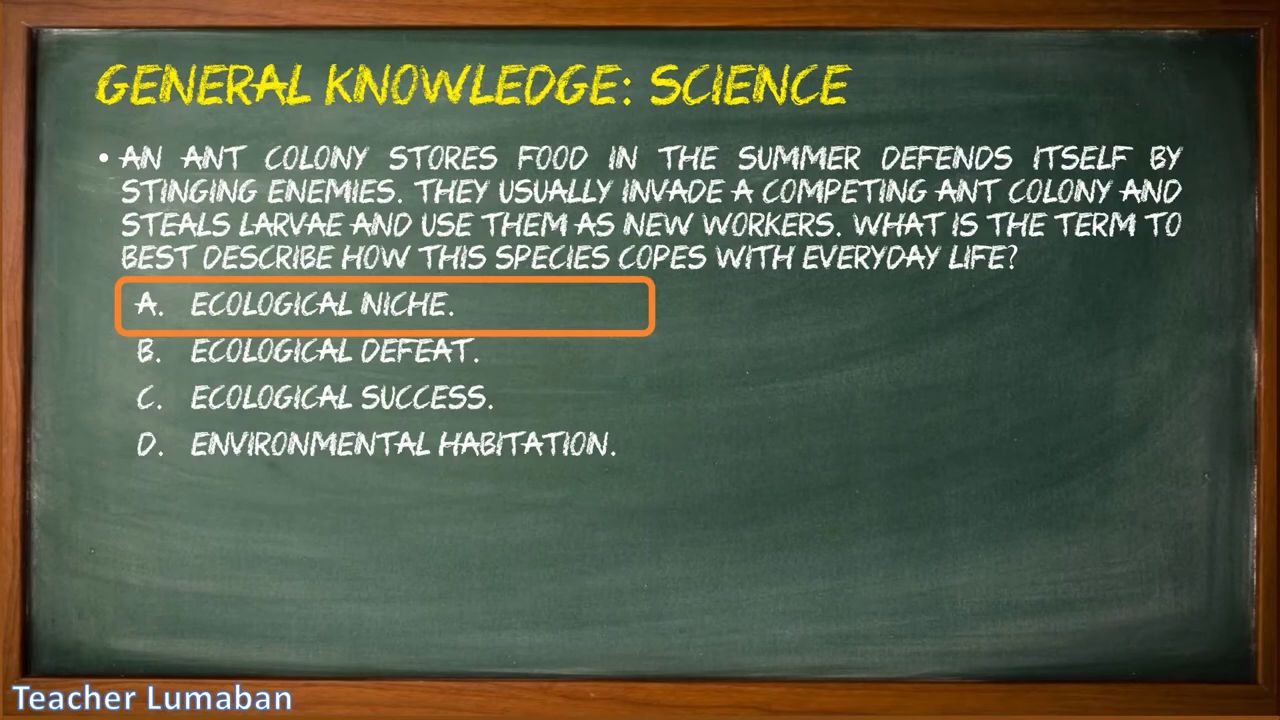 GENERAL KNOWLEDGE: SCIENCE
• AN ANT COLONY STORES FOOD IN THE SUMMER DEFENDS ITSELF BY
STINGING ENEMIES. THEY USUALLY INVADE A COMPETING ANT COLONY AND
STEALS LARVAE AND USE THEM AS NEW WORKERS. WHAT IS THE TERM TO
BEST DESCRIBE HOW THIS SPECIES COPES WITH EVERYDAY LIFE?
A. ECOLOGICAL NICHE.
B. ECOLOGICAL DEFEAT.
C. ECOLOGICAL SUCCESS.
D. ENVIRONMENTAL HABITATION.
Teacher Lumaban